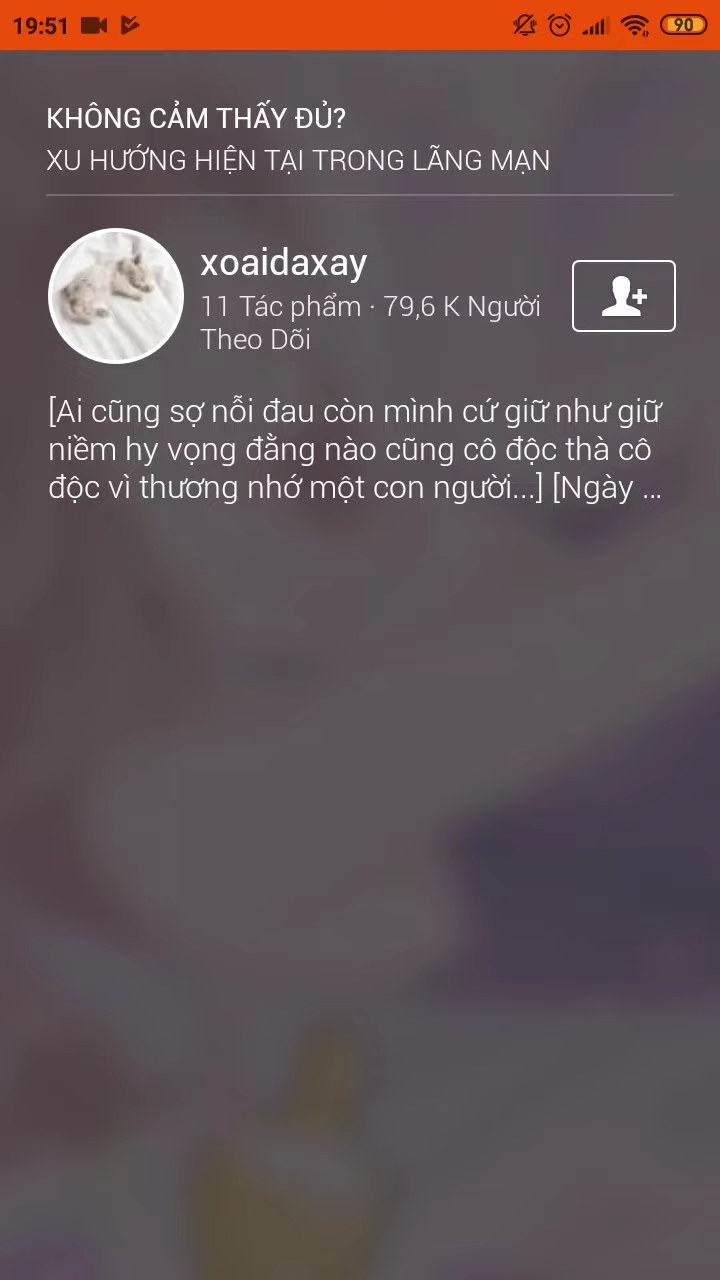 19:51
90
KHÔNG CẢM THẤY ĐỦ?
XU HƯỚNG HIỆN TẠI TRONG LÃNG MẠN
xoaidaxay
11 Tác phẩm · 79,6 K Người
Theo Dõi
[Ai cũng sợ nỗi đau còn mình cứ giữ như giữ
niềm hy vọng đằng nào cũng cô độc thà cô
độc vì thương nhớ một con người...] [Ngày ...